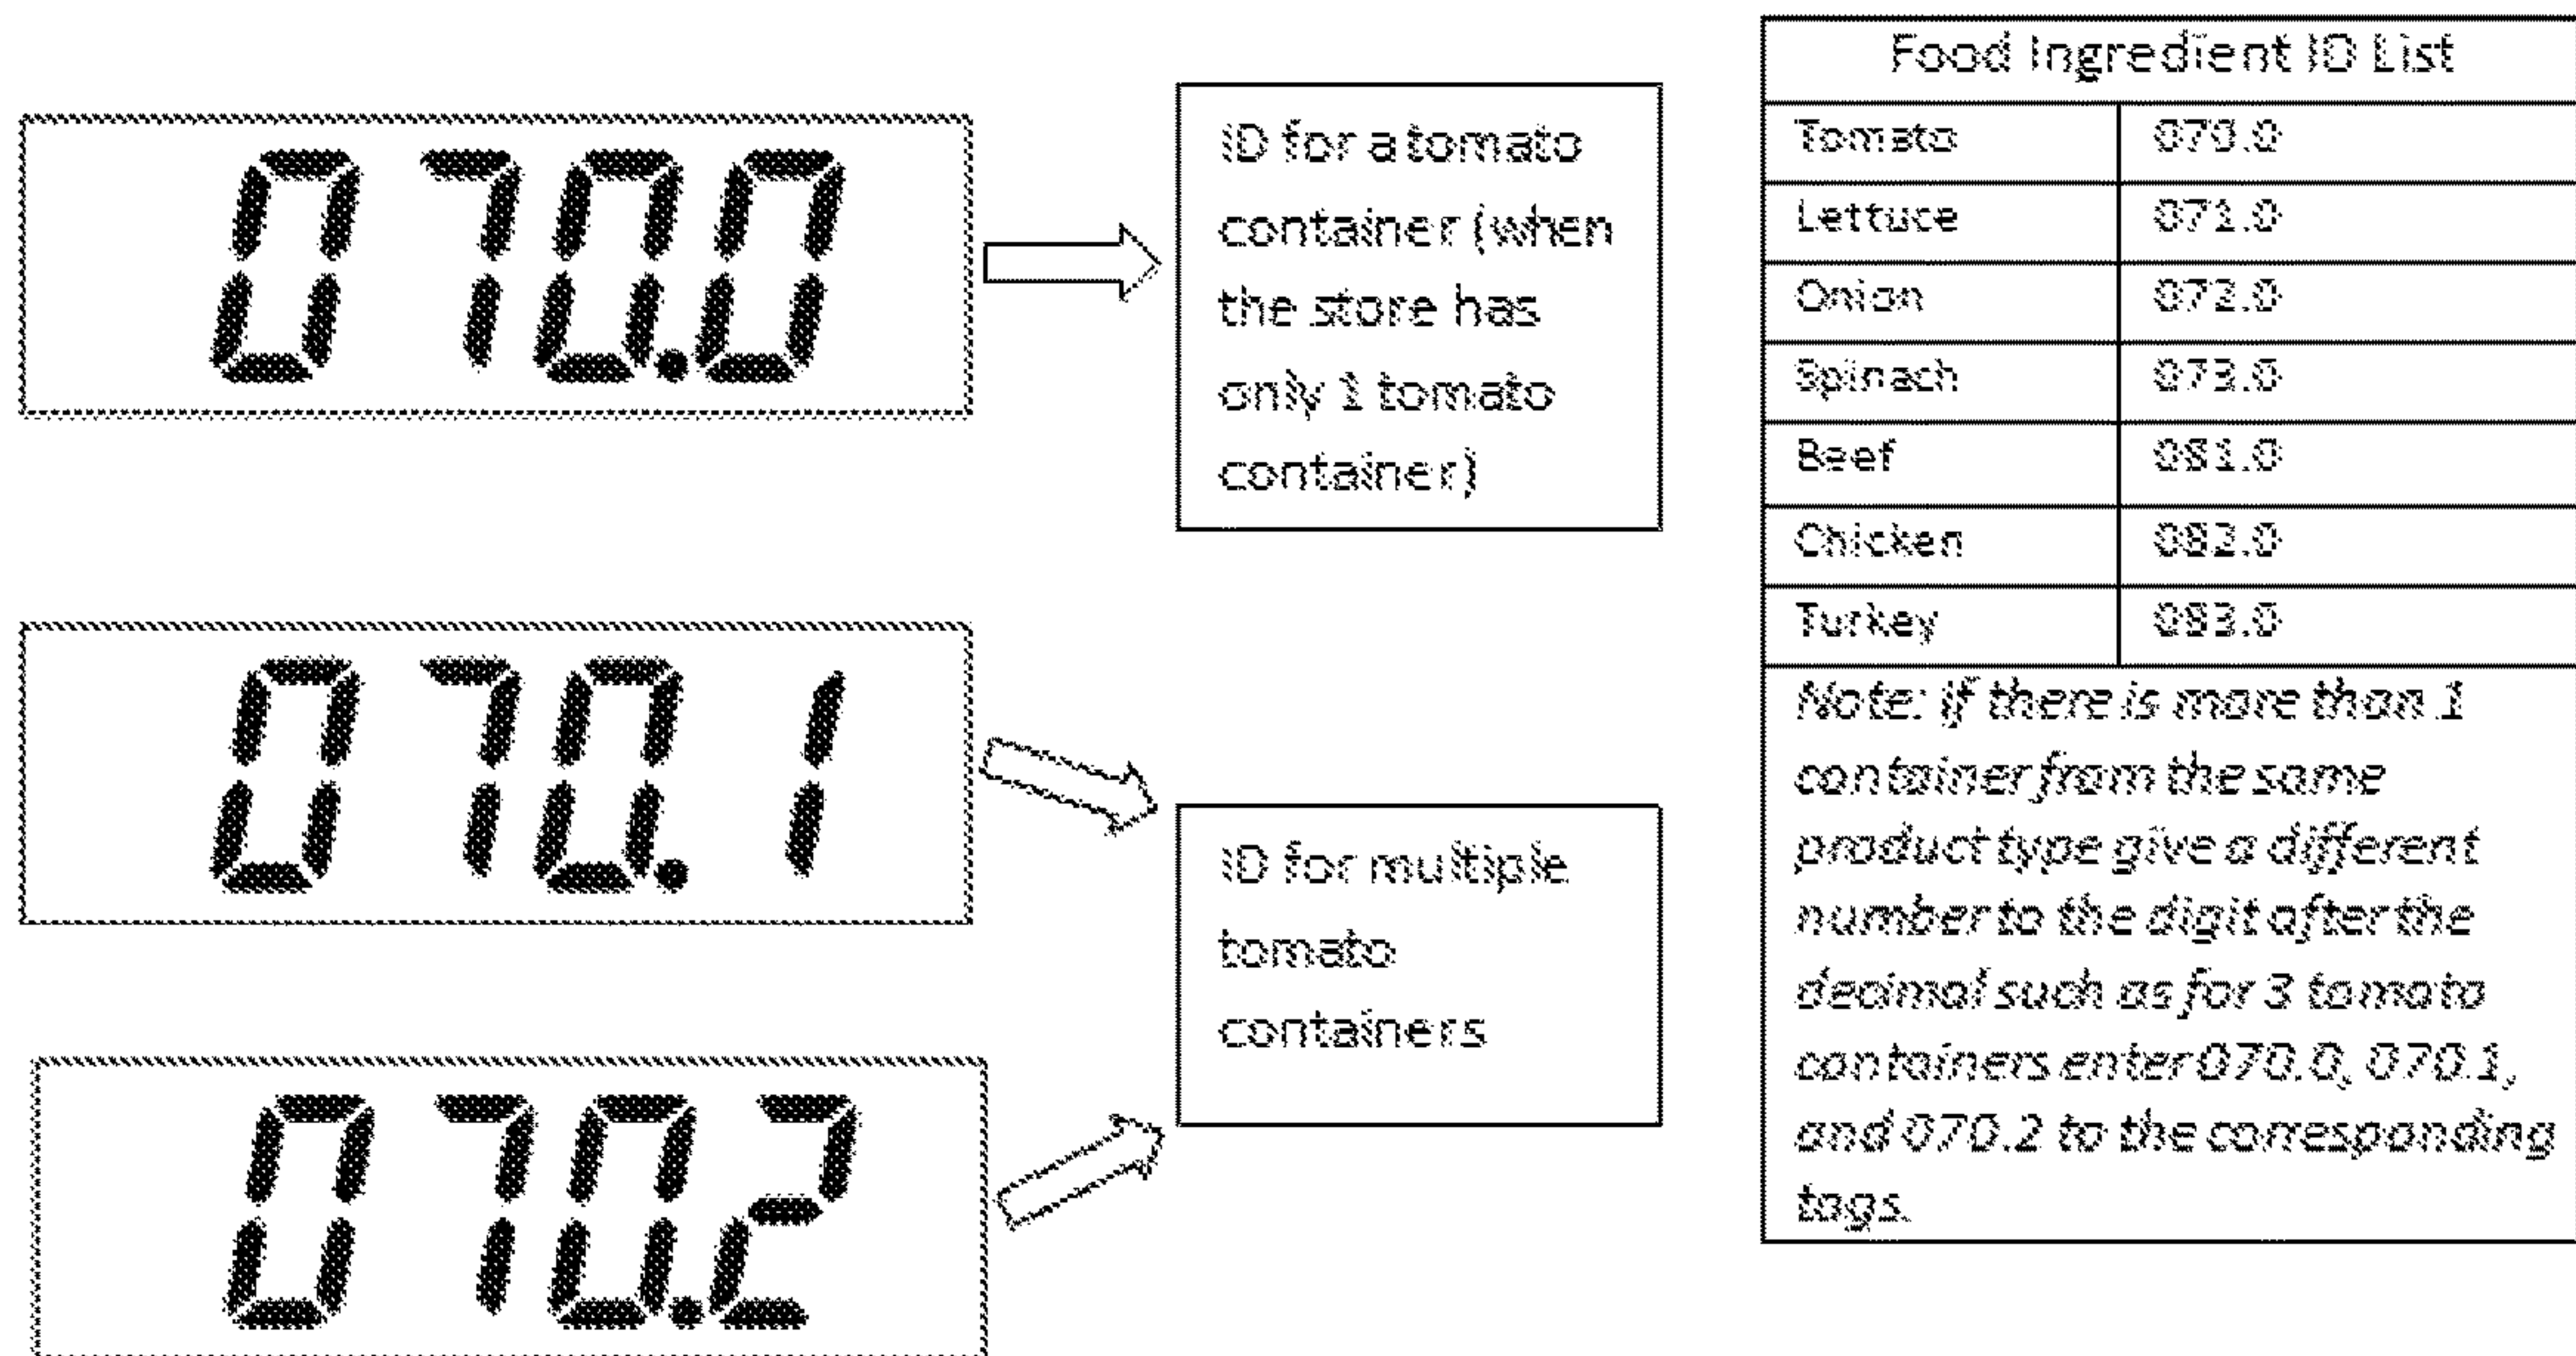 070.0
ID for a tomato
container (when
the store has
only 1 tomato
container)
070.1
070.2
ID for multiple
tomato
containers
Food Ingredient ID List
Tomato 070.0
Lettuce 071.0
Onion 072.0
Spinach 073.0
Beef 081.0
Chicken 082.0
Turkey 083.0
Note: if there is more than 1
container from the same
product type give a different
number to the digit after the
decimal such as for 3 tomato
containers enter 070.0, 070.1,
and 070.2 to the corresponding
tags.